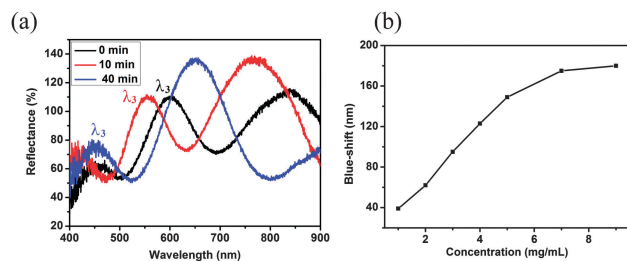 (a)
0 min
10 min
40 min
λ3
λ3
λ3
Reflectance (%)
140
120
100
80
60
40
20
400 500 600 700 800 900
Wavelength (nm)
(b)
Blue-shift (nm)
200
160
120
80
40
2 4 6 8
Concentration (mg/mL)